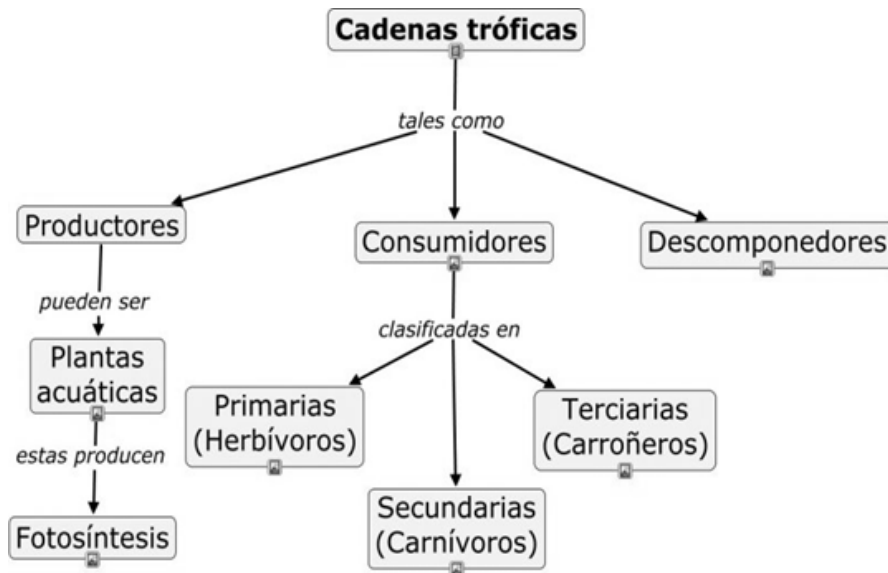 Cadenas tróficas
tales como
Productores
Consumidores
Descomponedores
pueden ser
clasificadas en
Plantas
acuáticas
Primarias
(Herbívoros)
Terciarias
(Carroñeros)
estas producen
Secundarias
(Carnívoros)
Fotosíntesis